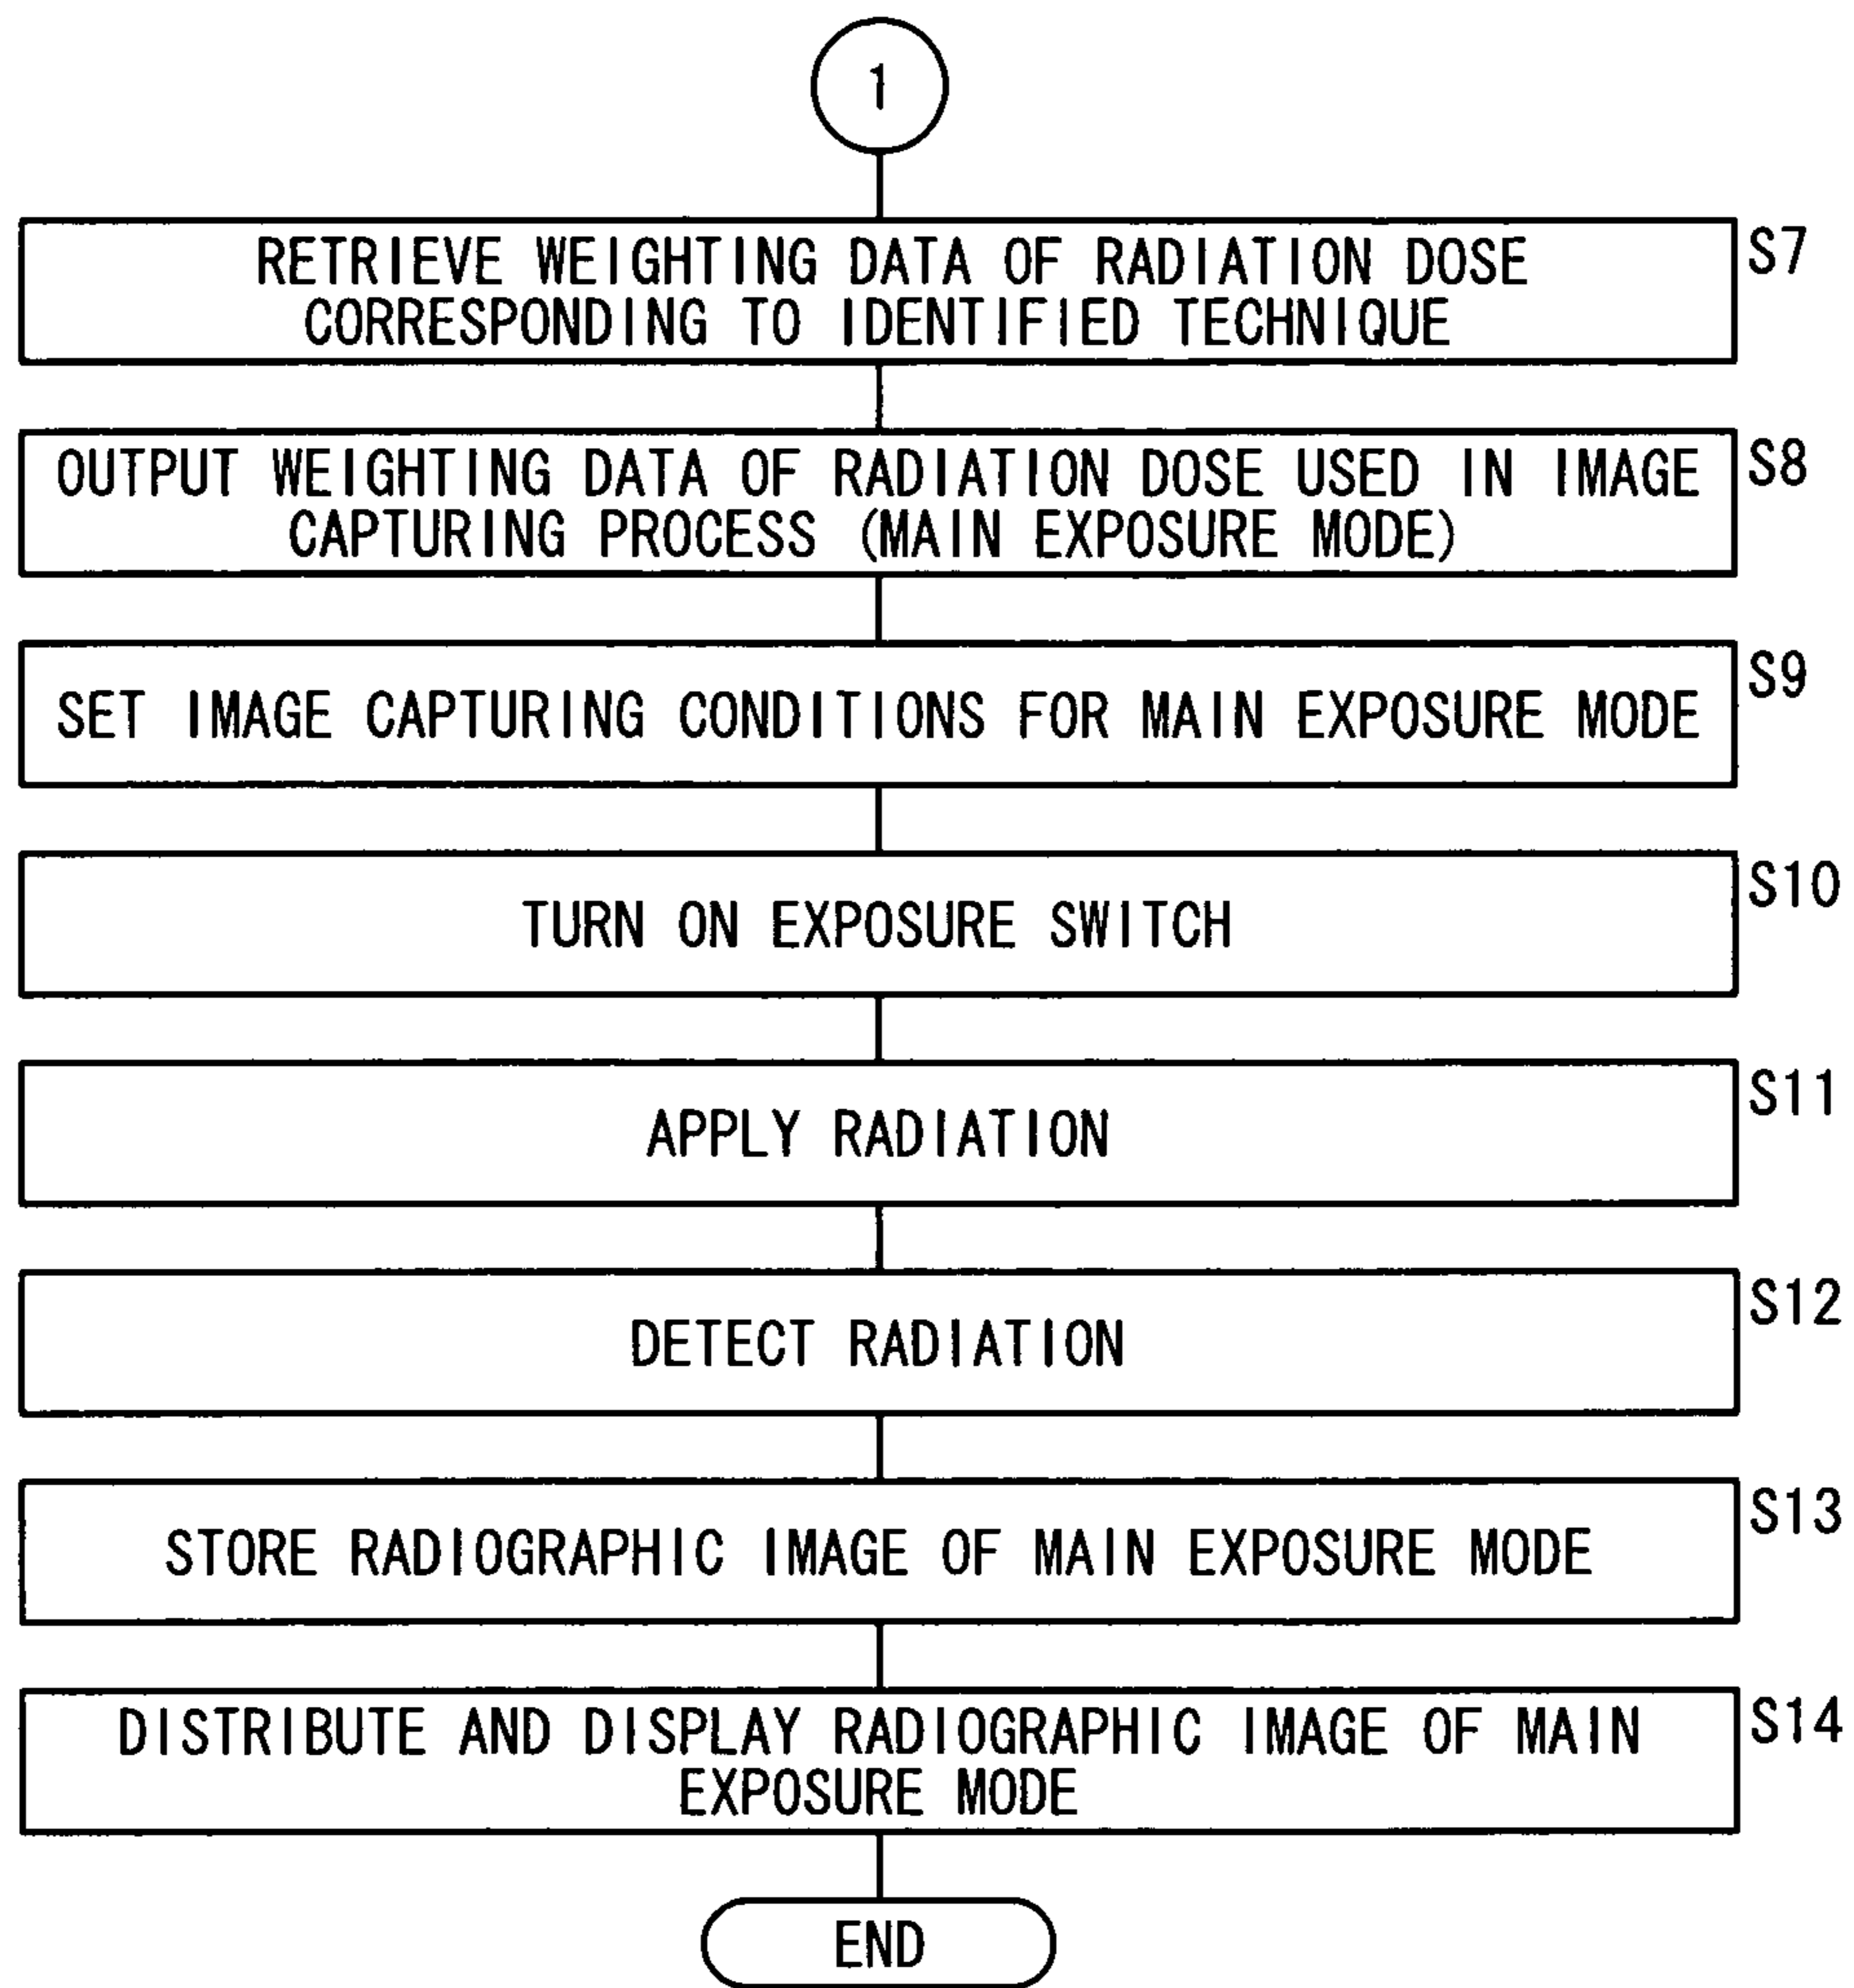 1
RETRIEVE WEIGHTING DATA OF RADIATION DOSE
CORRESPONDING TO IDENTIFIED TECHNIQUE
S7
OUTPUT WEIGHTING DATA OF RADIATION DOSE USED IN IMAGE
CAPTURING PROCESS (MAIN EXPOSURE MODE)
S8
SET IMAGE CAPTURING CONDITIONS FOR MAIN EXPOSURE MODE
S9
TURN ON EXPOSURE SWITCH
S10
APPLY RADIATION
S11
DETECT RADIATION
S12
STORE RADIOGRAPHIC IMAGE OF MAIN EXPOSURE MODE
S13
DISTRIBUTE AND DISPLAY RADIOGRAPHIC IMAGE OF MAIN
EXPOSURE MODE
S14
END